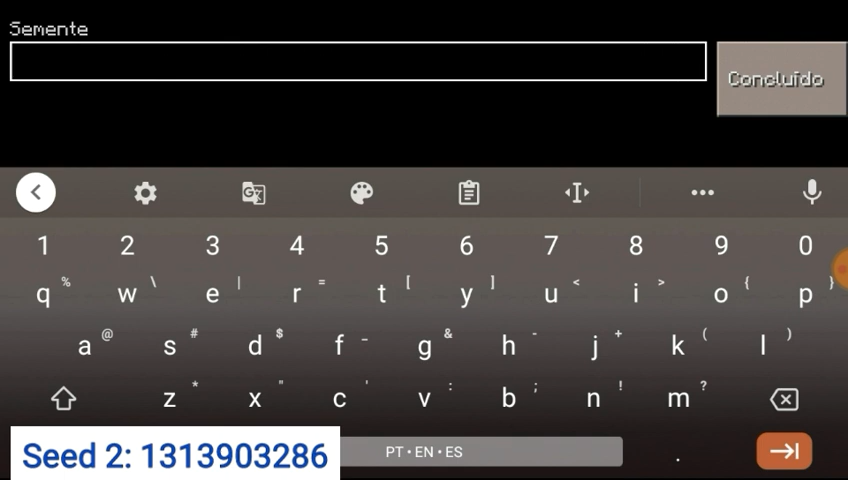 Semente
Concluído
1 2 3 4 5 6 7 8 9 0
q % w \ e | r = t [ y ] u < i > o { p }
a @ s # d $ f _ g & h - j + k ( l )
z * x " c ' v : b ; n ! m ?
Seed 2: 1313903286
PT • EN • ES .